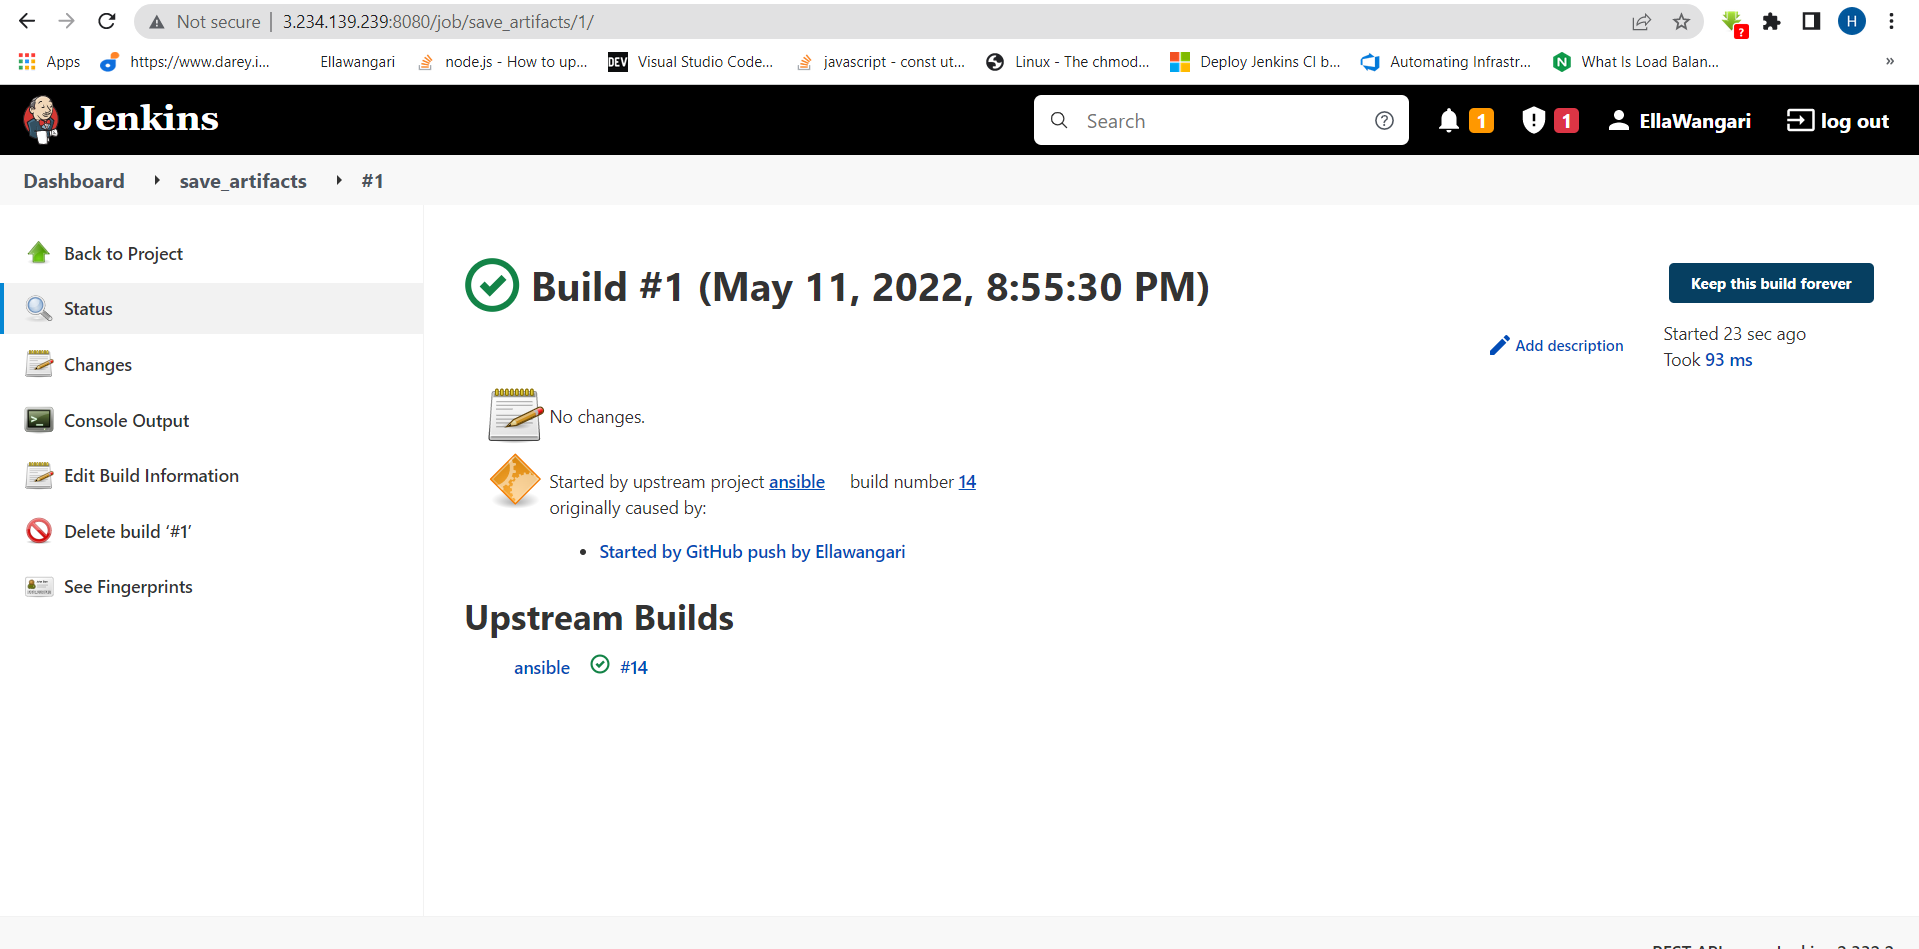 Not secure | 3.234.139.239:8080/job/save_artifacts/1/
?
H
Apps
https://www.darey.i...
Ellawangari
node.js - How to up...
DEV
Visual Studio Code...
javascript - const ut...
Linux - The chmod...
Deploy Jenkins CI b...
Automating Infrastr...
N
What Is Load Balan...
»
Jenkins
Search
?
1
1
EllaWangari
log out
Dashboard
save_artifacts
#1
Back to Project
Status
Changes
Console Output
Edit Build Information
Delete build ‘#1’
See Fingerprints
Build #1 (May 11, 2022, 8:55:30 PM)
Keep this build forever
Add description
Started 23 sec ago
Took 93 ms
No changes.
Started by upstream project ansible build number 14
originally caused by:
• Started by GitHub push by Ellawangari
Upstream Builds
ansible #14